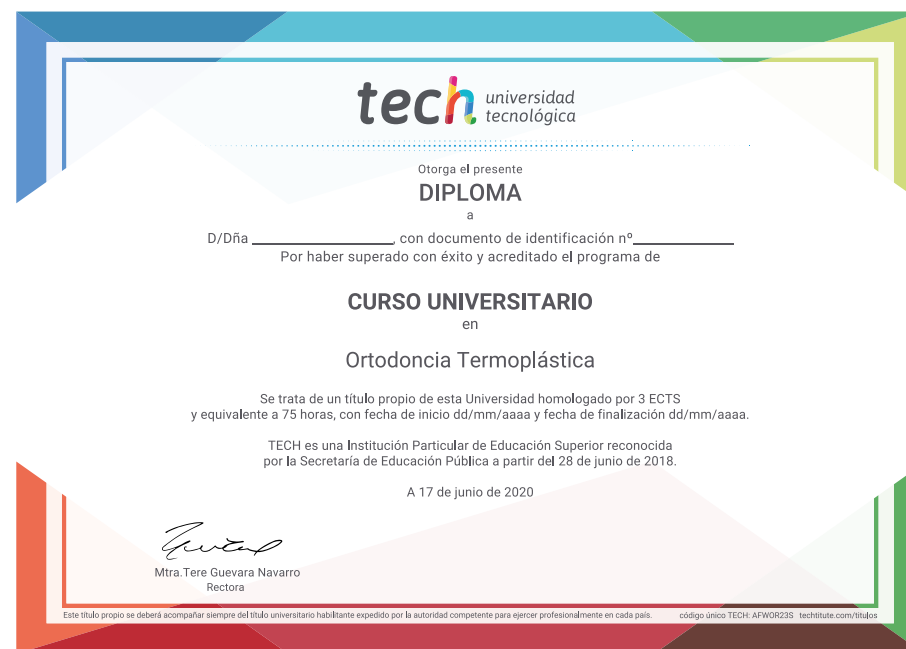 tech universidad
tecnológica
Otorga el presente
DIPLOMA
a
D/Dña ________________, con documento de identificación nº____________
Por haber superado con éxito y acreditado el programa de
CURSO UNIVERSITARIO
en
Ortodoncia Termoplástica
Se trata de un título propio de esta Universidad homologado por 3 ECTS
y equivalente a 75 horas, con fecha de inicio dd/mm/aaaa y fecha de finalización dd/mm/aaaa.
TECH es una Institución Particular de Educación Superior reconocida
por la Secretaría de Educación Pública a partir del 28 de junio de 2018.
A 17 de junio de 2020
Mtra.Tere Guevara Navarro
Rectora
Este título propio se deberá acompañar siempre del título universitario habilitante expedido por la autoridad competente para ejercer profesionalmente en cada país. código único TECH: AFWOR23S techtitute.com/titulos